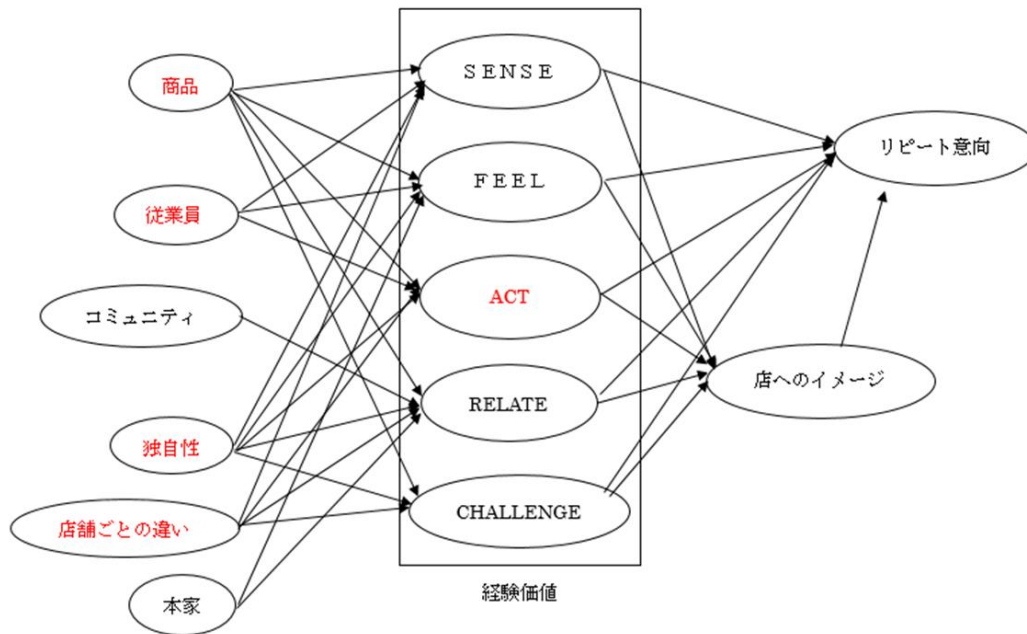 商品
従業員
コミュニティ
独自性
店舗ごとの違い
本家
ＳＥＮＳＥ
ＦＥＥＬ
ACT
RELATE
CHALLENGE
経験価値
リピート意向
店へのイメージ